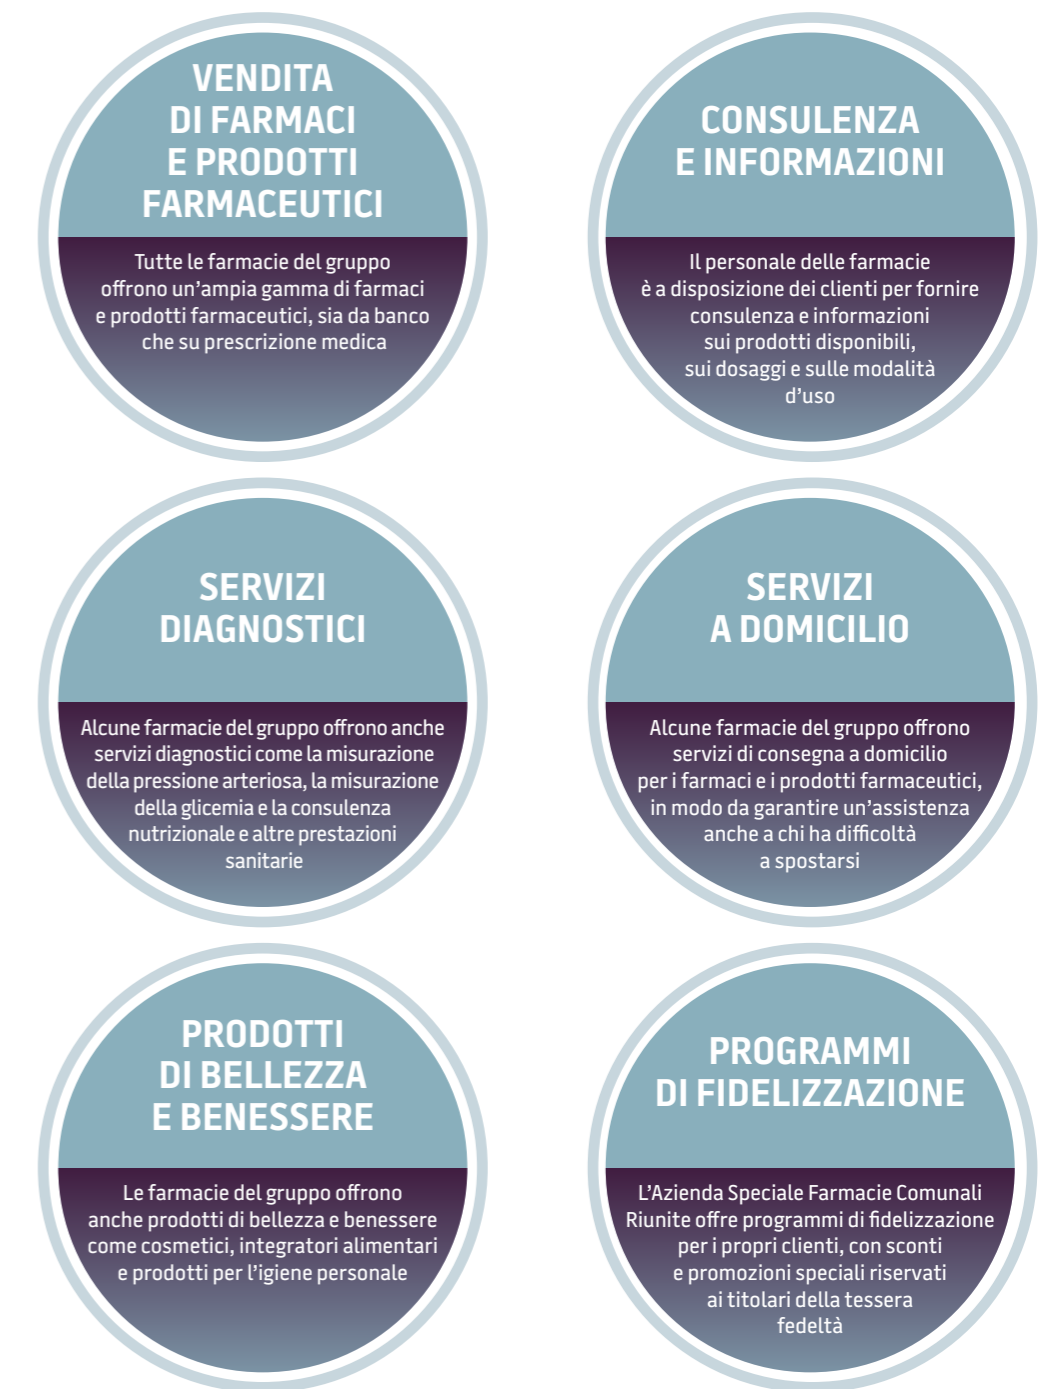 VENDITA
DI FARMACI
E PRODOTTI
FARMACEUTICI
Tutte le farmacie del gruppo
offrono un’ampia gamma di farmaci
e prodotti farmaceutici, sia da banco
che su prescrizione medica
CONSULENZA
E INFORMAZIONI
Il personale delle farmacie
è a disposizione dei clienti per fornire
consulenza e informazioni
sui prodotti disponibili,
sui dosaggi e sulle modalità
d’uso
SERVIZI
DIAGNOSTICI
Alcune farmacie del gruppo offrono anche
servizi diagnostici come la misurazione
della pressione arteriosa, la misurazione
della glicemia e la consulenza
nutrizionale e altre prestazioni
sanitarie
SERVIZI
A DOMICILIO
Alcune farmacie del gruppo offrono
servizi di consegna a domicilio
per i farmaci e i prodotti farmaceutici,
in modo da garantire un’assistenza
anche a chi ha difficoltà
a spostarsi
PRODOTTI
DI BELLEZZA
E BENESSERE
Le farmacie del gruppo offrono
anche prodotti di bellezza e benessere
come cosmetici, integratori alimentari
e prodotti per l’igiene personale
PROGRAMMI
DI FIDELIZZAZIONE
L’Azienda Speciale Farmacie Comunali
Riunite offre programmi di fidelizzazione
per i propri clienti, con sconti
e promozioni speciali riservati
ai titolari della tessera
fedeltà